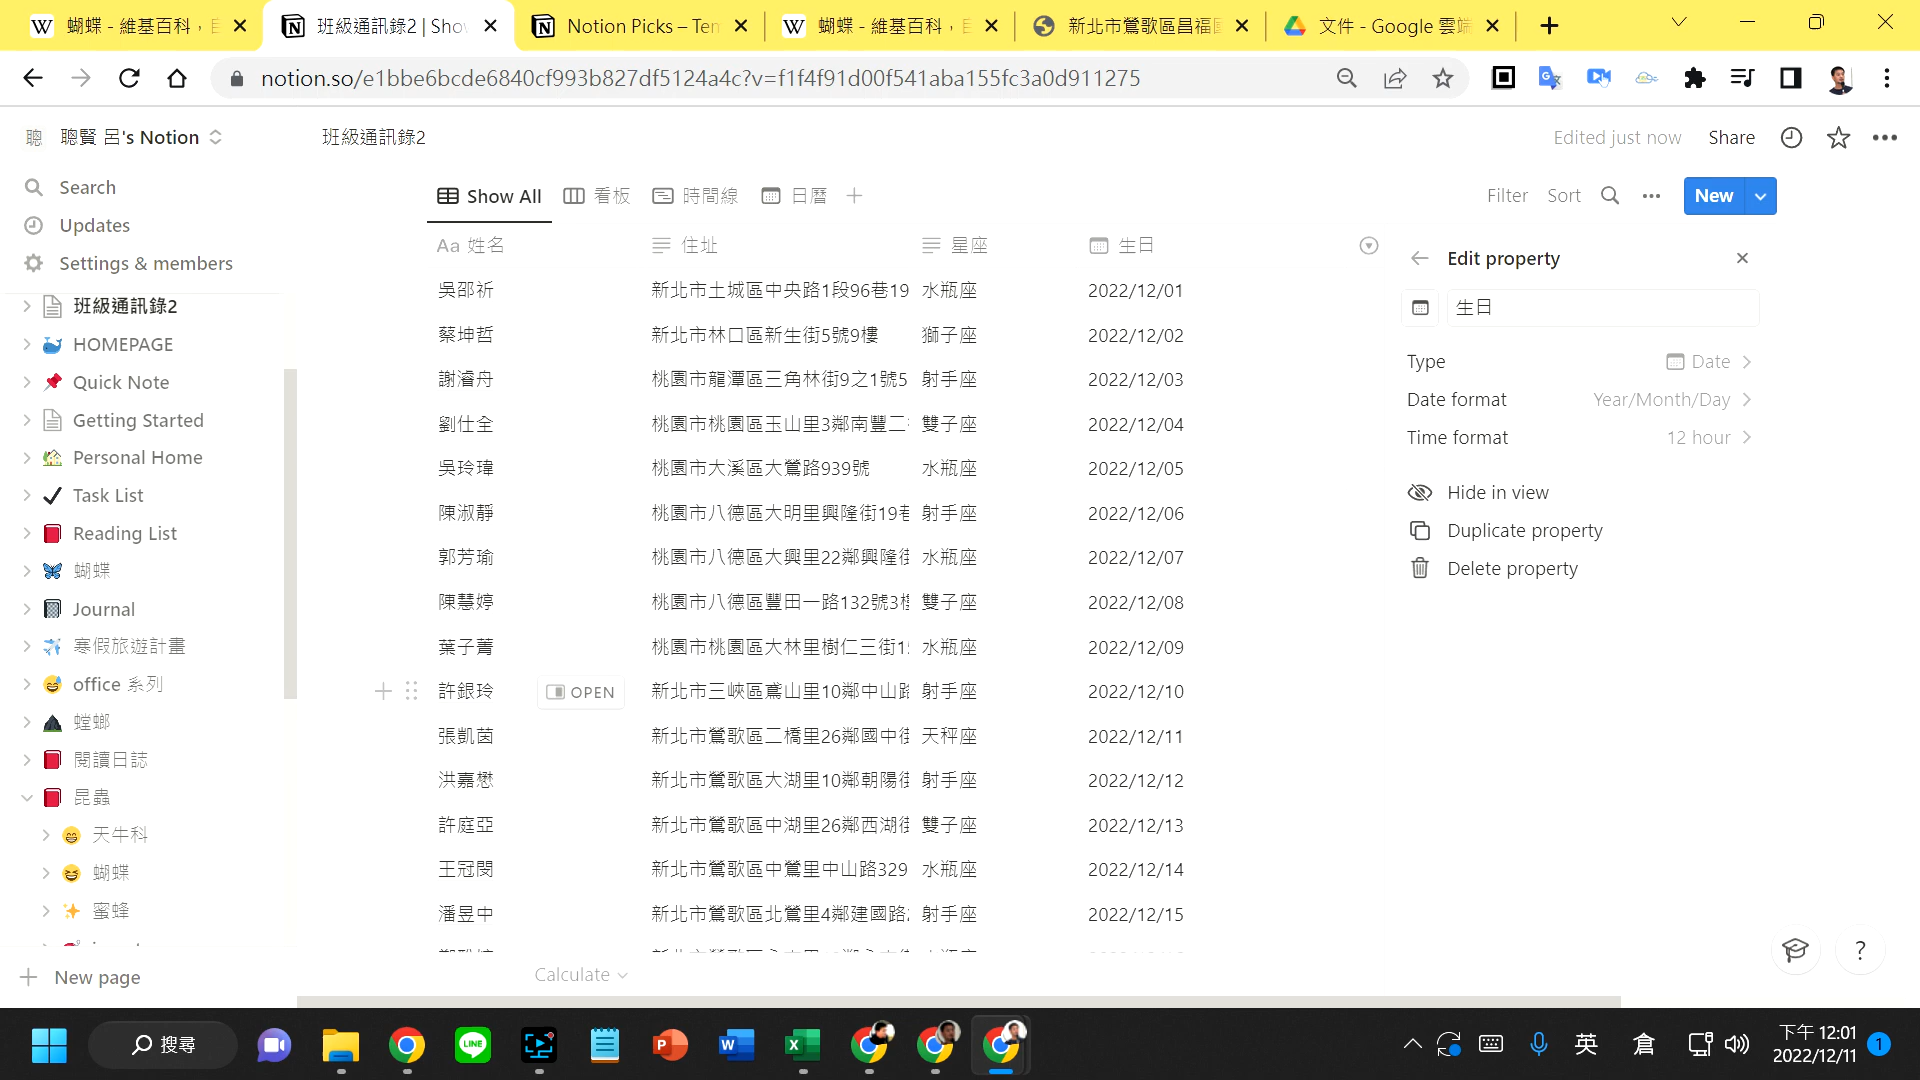 蝴蝶 - 維基百科，
班級通訊錄2 | Sho
Notion Picks – Ten
蝴蝶 - 維基百科，
新北市鶯歌區昌福
文件 - Google 雲端
notion.so/e1bbe6bcde6840cf993b827df5124a4c?v=f1f4f91d00f541aba155fc3a0d911275
聰 聰賢 呂's Notion
班級通訊錄2
Edited just now Share
Search
Updates
Settings & members
班級通訊錄2
HOMEPAGE
Quick Note
Getting Started
Personal Home
Task List
Reading List
蝴蝶
Journal
寒假旅遊計畫
office 系列
螳螂
閱讀日誌
昆蟲
天牛科
蝴蝶
蜜蜂
New page
Show All 看板 時間線 日曆
Filter Sort New
Aa 姓名 住址 星座 生日
吳邵祈 新北市土城區中央路1段96巷19 水瓶座 2022/12/01
蔡坤哲 新北市林口區新生街5號9樓 獅子座 2022/12/02
謝濬舟 桃園市龍潭區三角林街9之1號5 射手座 2022/12/03
劉仕全 桃園市桃園區玉山里3鄰南豐二 雙子座 2022/12/04
吳玲瑋 桃園市大溪區大鶯路939號 水瓶座 2022/12/05
陳淑靜 桃園市八德區大明里興隆街19巷 射手座 2022/12/06
郭芳瑜 桃園市八德區大興里22鄰興隆街 水瓶座 2022/12/07
陳慧婷 桃園市八德區豐田一路132號3樓 雙子座 2022/12/08
葉子菁 桃園市桃園區大林里樹仁三街1 水瓶座 2022/12/09
許銀玲 OPEN 新北市三峽區鳶山里10鄰中山路 射手座 2022/12/10
張凱茵 新北市鶯歌區二橋里26鄰國中街 天秤座 2022/12/11
洪嘉懋 新北市鶯歌區大湖里10鄰朝陽街 射手座 2022/12/12
許庭亞 新北市鶯歌區中湖里26鄰西湖街 雙子座 2022/12/13
王冠閔 新北市鶯歌區中鶯里中山路329 水瓶座 2022/12/14
潘昱中 新北市鶯歌區北鶯里4鄰建國路 射手座 2022/12/15
Calculate
Edit property
生日
Type Date
Date format Year/Month/Day
Time format 12 hour
Hide in view
Duplicate property
Delete property
?
搜尋
LINE
英
倉
下午 12:01
2022/12/11
1